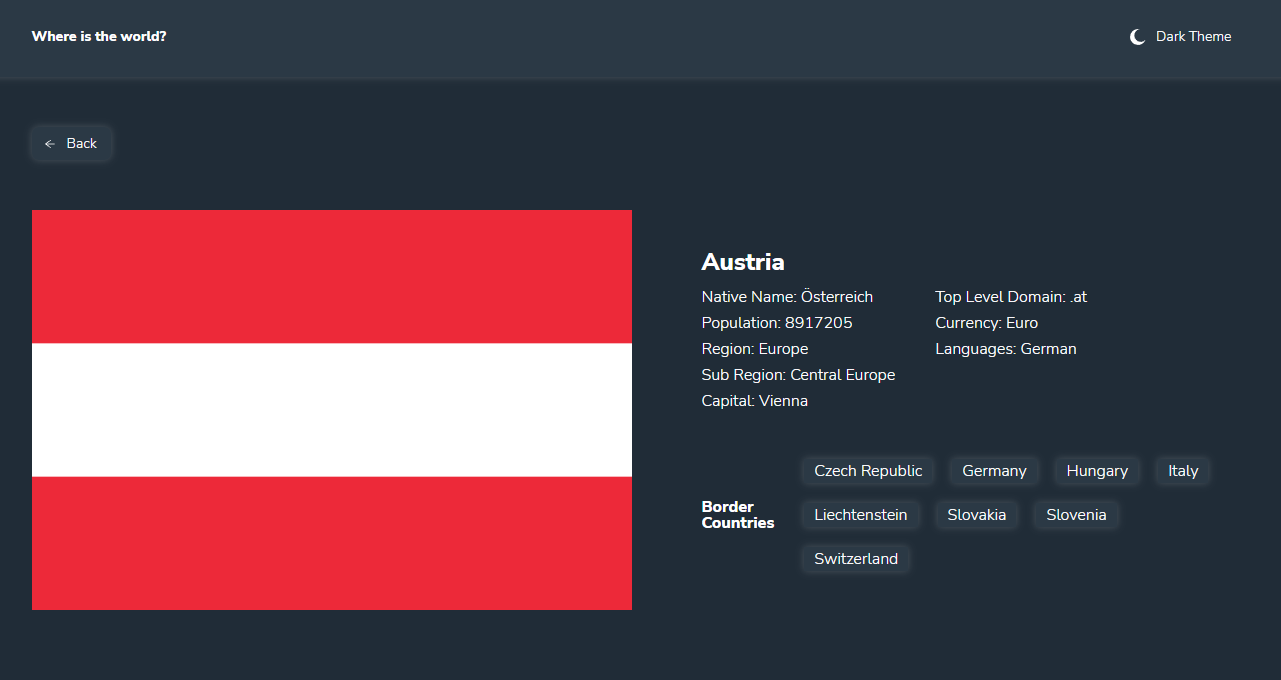 Where is the world?
Dark Theme
Back
Austria
Native Name: Österreich
Population: 8917205
Region: Europe
Sub Region: Central Europe
Capital: Vienna
Top Level Domain: .at
Currency: Euro
Languages: German
Border
Countries
Czech Republic Germany Hungary Italy
Liechtenstein Slovakia Slovenia
Switzerland